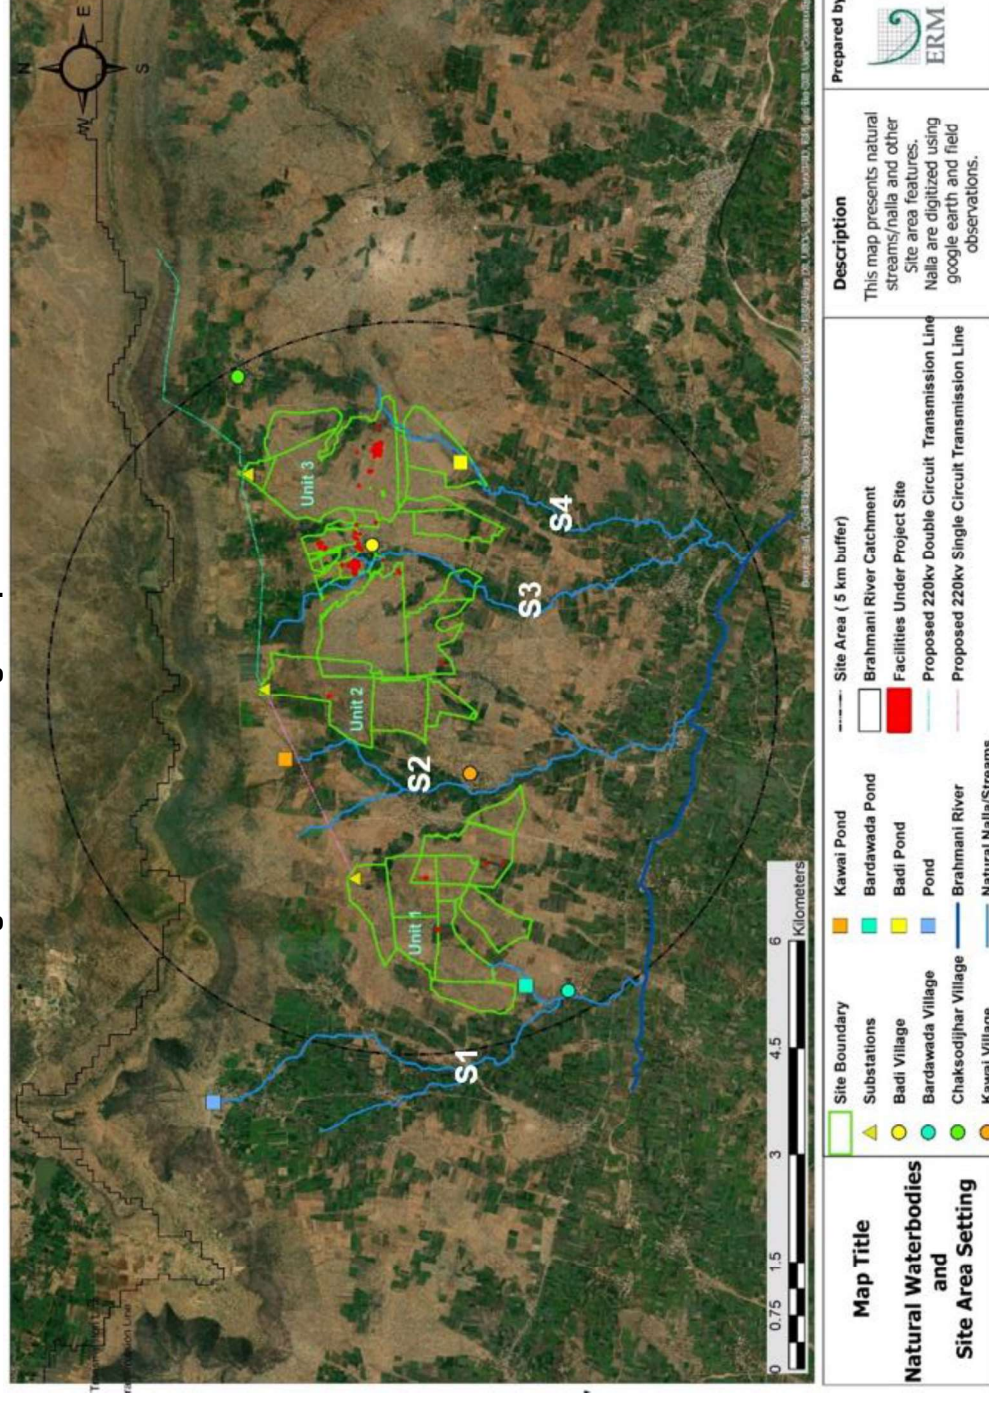 N
E
W
S
Unit 3
Unit 2
Unit 1
S4
S3
S2
S1
0 0.75 1.5 3 4.5 6
Kilometers
Map Title
Natural Waterbodies
and
Site Area Setting
Site Boundary
Substations
Badi Village
Bardawada Village
Chaksodijhar Village
Kawai Village
Kawai Pond
Bardawada Pond
Badi Pond
Pond
Brahmani River
Natural Nalla/Streams
Site Area ( 5 km buffer)
Brahmani River Catchment
Facilities Under Project Site
Proposed 220kv Double Circuit Transmission Line
Proposed 220kv Single Circuit Transmission Line
Description
This map presents natural
streams/nalla and other
Site area features.
Nalla are digitized using
google earth and field
observations.
Prepared by
ERM